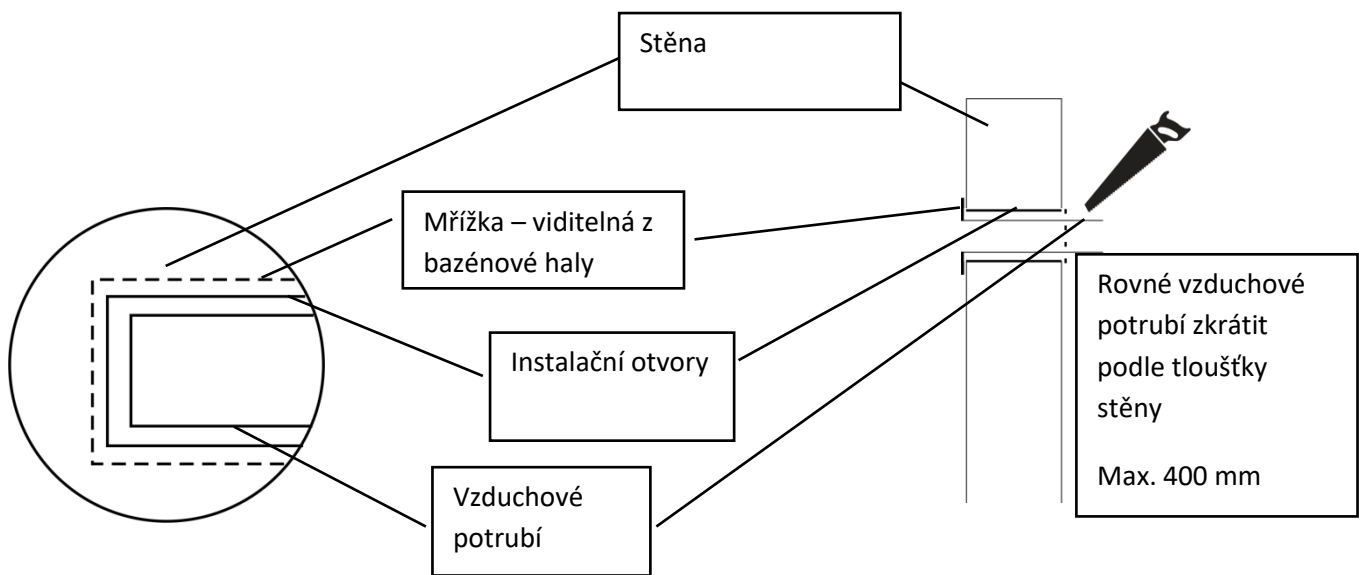 Stěna
Mřížka – viditelná z
bazénové haly
Instalační otvory
Vzduchové
potrubí
Rovné vzduchové
potrubí zkrátit
podle tloušťky
stěny
Max. 400 mm